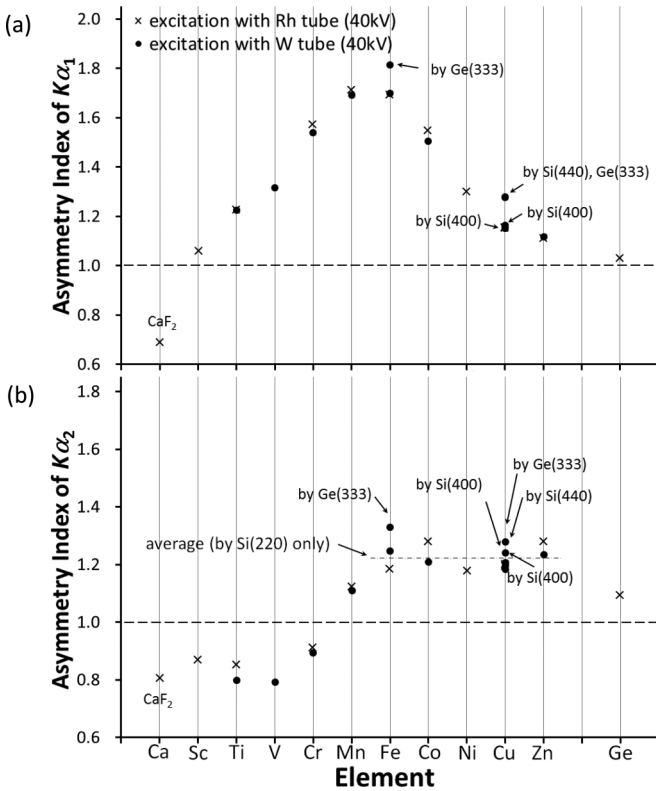 (a)
× excitation with Rh tube (40kV)
• excitation with W tube (40kV)
Asymmetry Index of Kα₁
1.8
1.6
1.4
1.2
1.0
0.8
0.6
by Ge(333)
by Si(440), Ge(333)
by Si(400)
by Si(400)
CaF₂
(b)
Asymmetry Index of Kα₂
1.8
1.6
1.4
1.2
1.0
0.8
0.6
by Ge(333)
by Si(400)
by Ge(333)
by Si(440)
average (by Si(220) only)
by Si(400)
CaF₂
Ca Sc Ti V Cr Mn Fe Co Ni Cu Zn Ge
Element